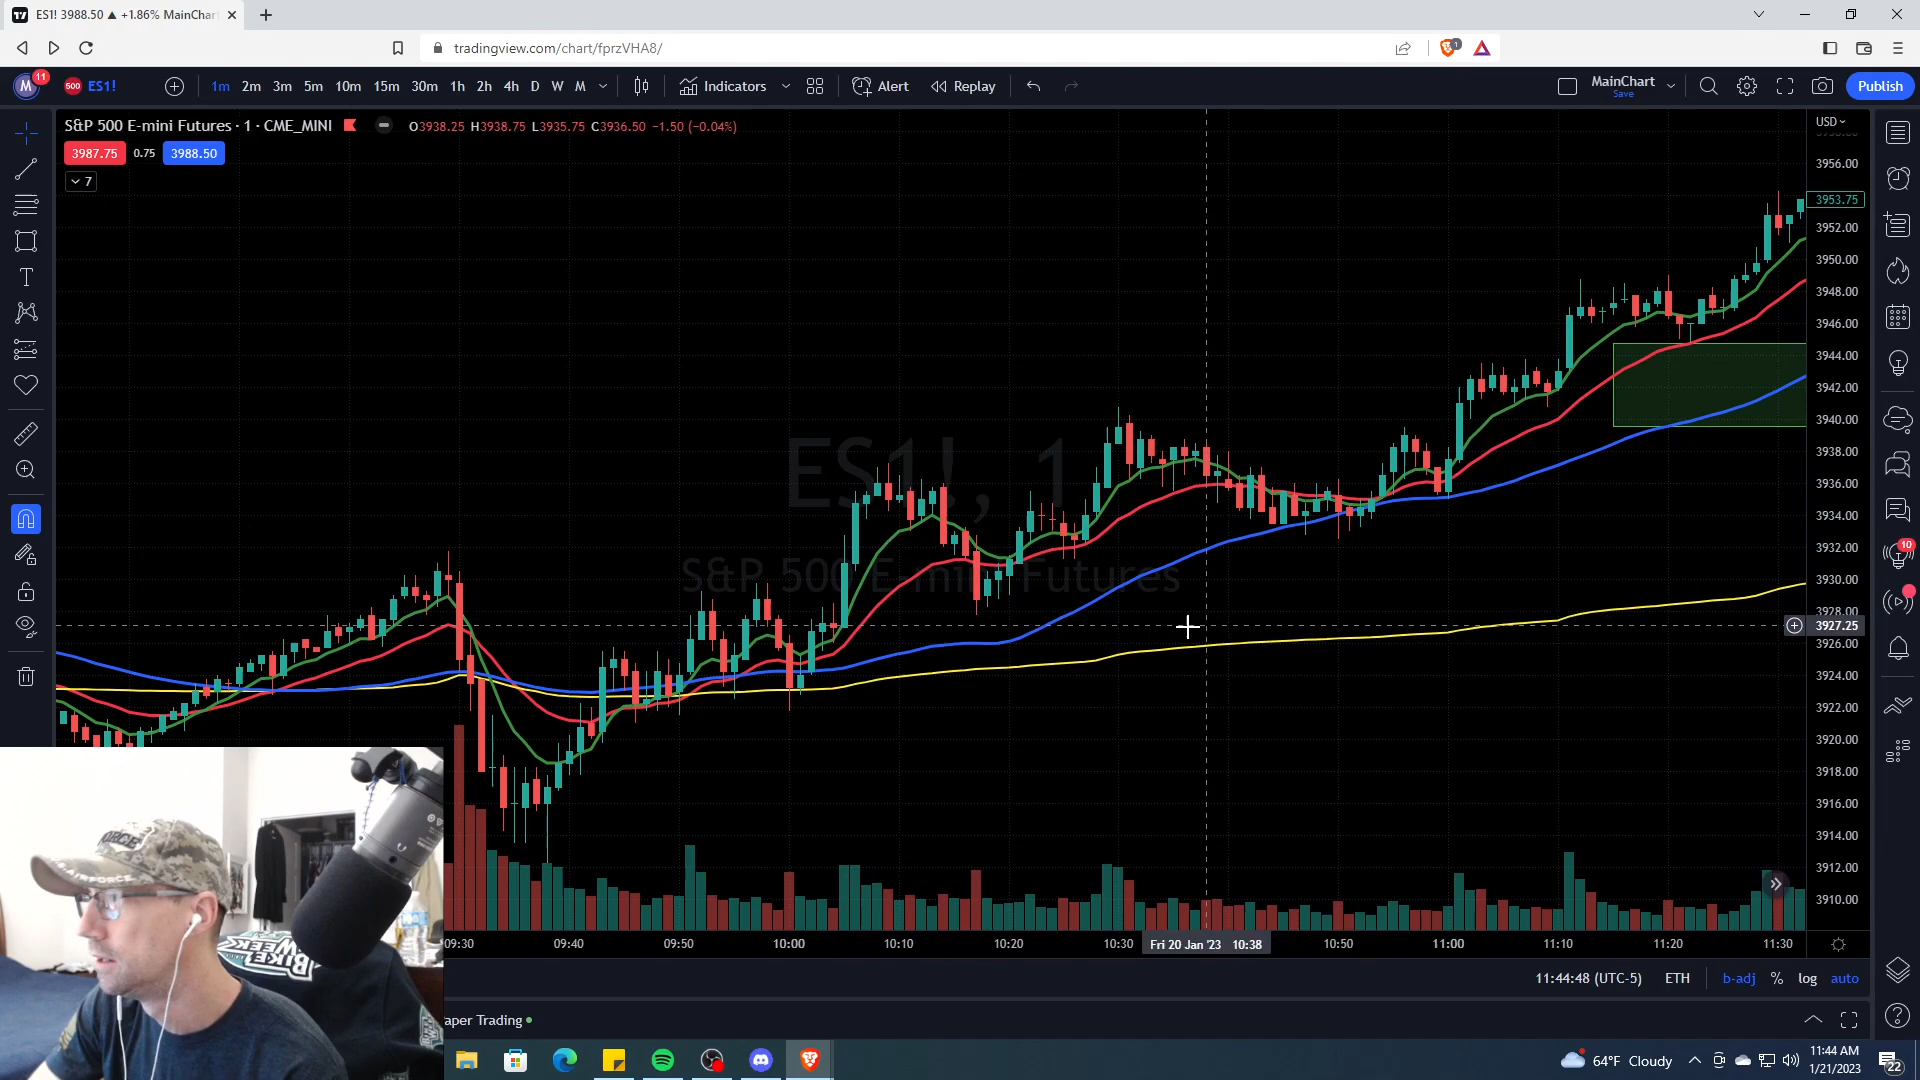 ES1! 3988.50 ▲ +1.86% MainChar
tradingview.com/chart/fprzVHA8/
M 11 500 ES1! 1m 2m 3m 5m 10m 15m 30m 1h 2h 4h D W M Indicators Alert Replay MainChart Save Publish
S&P 500 E-mini Futures · 1 · CME_MINI O3938.25 H3938.75 L3935.75 C3936.50 −1.50 (−0.04%)
USD
3987.75 0.75 3988.50
7
3956.00
3953.75
3952.00
3950.00
3948.00
3946.00
3944.00
3942.00
3940.00
3938.00
3936.00
3934.00
3932.00
3930.00
3928.00
3927.25
3926.00
3924.00
3922.00
3920.00
3918.00
3916.00
3914.00
3912.00
3910.00
ES1!, 1
S&P 500 E-mini Futures
10
09:30 09:40 09:50 10:00 10:10 10:20 10:30 Fri 20 Jan '23 10:38 10:50 11:00 11:10 11:20 11:30
11:44:48 (UTC-5) ETH b-adj % log auto
aper Trading
FORCE
AIRFORCE
BIKE
WEEK
64°F Cloudy
11:44 AM
1/21/2023
22